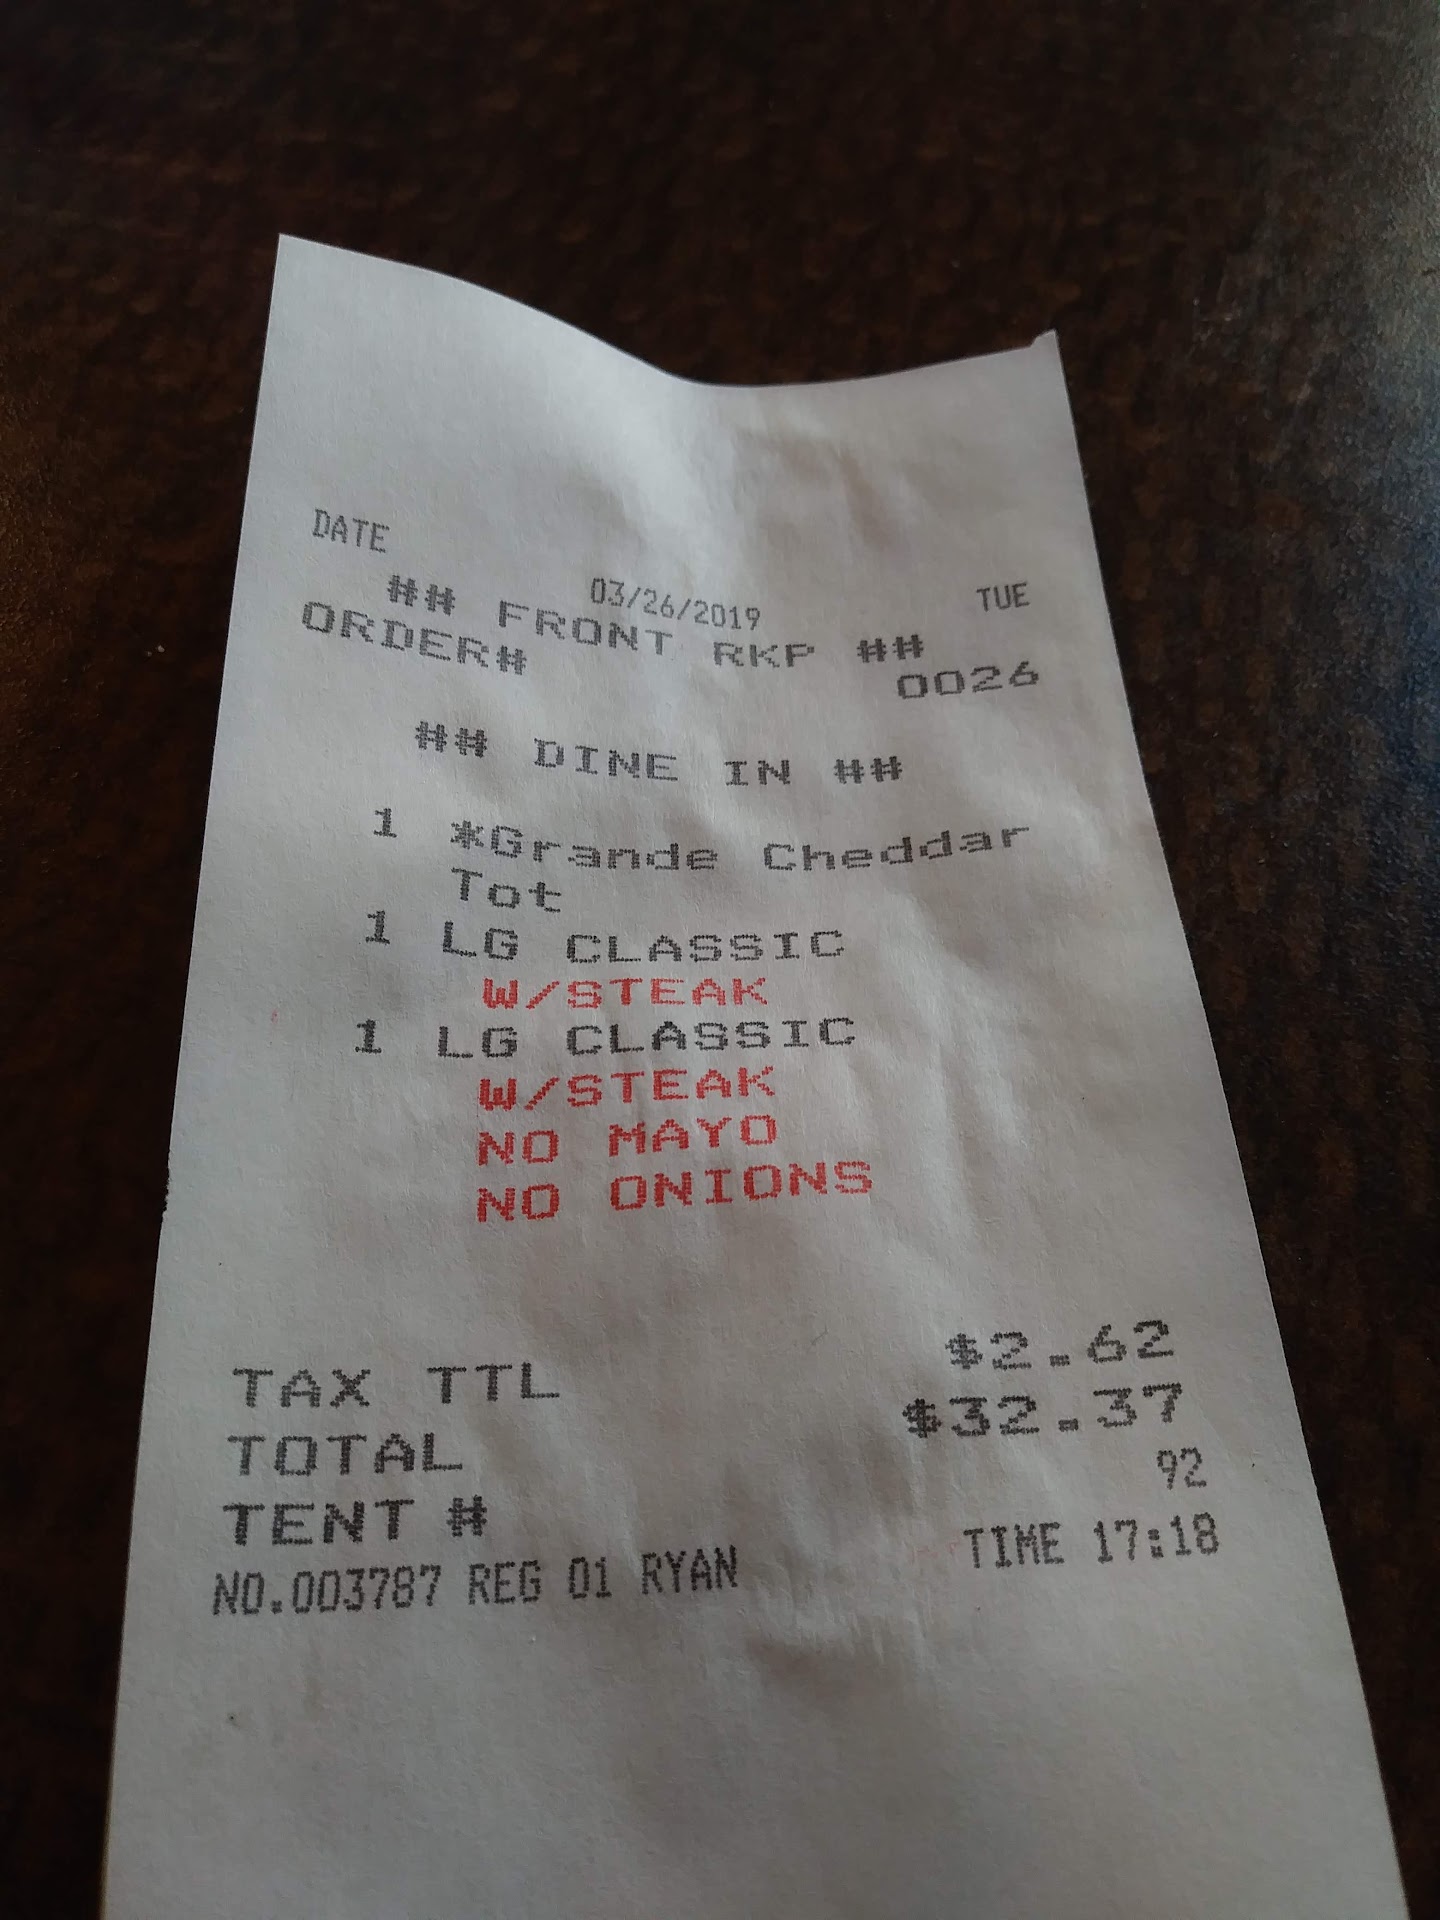 DATE 03/26/2019 TUE
## FRONT RKP ##
ORDER# 0026
## DINE IN ##
1 *Grande Cheddar
Tot
1 LG CLASSIC
W/STEAK
1 LG CLASSIC
W/STEAK
NO MAYO
NO ONIONS
TAX TTL $2.62
TOTAL $32.37
TENT # 92
NO.003787 REG 01 RYAN TIME 17:18